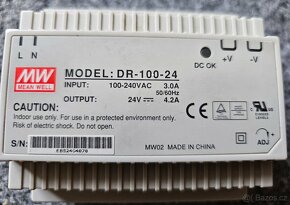 L N
DC OK
+V -V
MW
MEAN WELL
MODEL: DR-100-24
INPUT: 100-240VAC 3.0A
50/60Hz
OUTPUT: 24V 4.2A
CAUTION:
Indoor use only. For use in a protected environment only.
Risk of electric shock. Do not open.
ADJ
S/N:
MW02 MADE IN CHINA